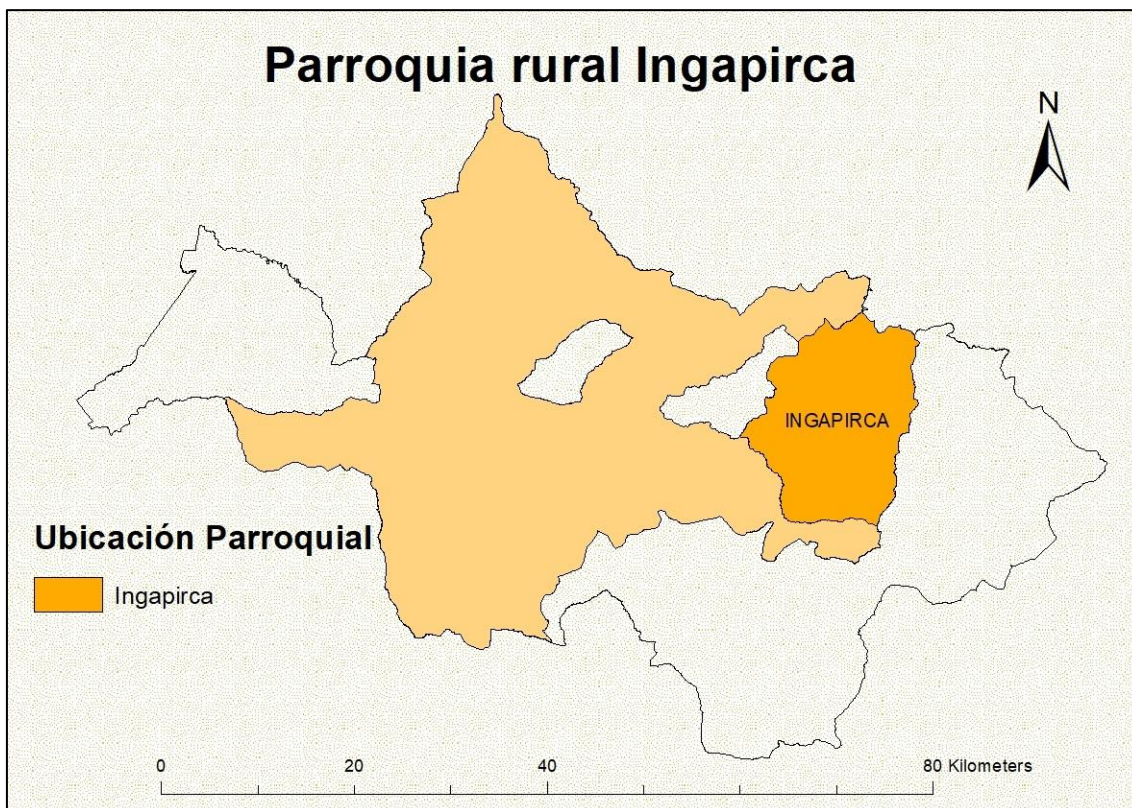 Parroquia rural Ingapirca
N
INGAPIRCA
Ubicación Parroquial
Ingapirca
0 20 40 80 Kilometers